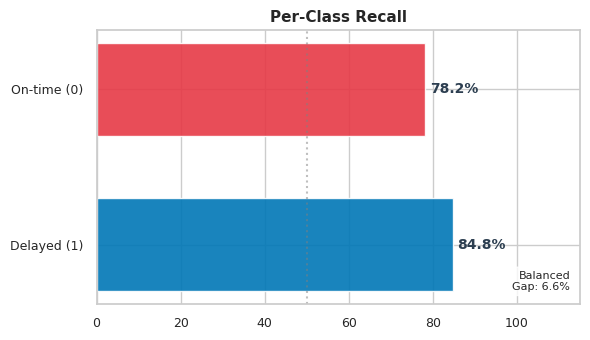 Per-Class Recall
On-time (0)
78.2%
Delayed (1)
84.8%
Balanced
Gap: 6.6%
0 20 40 60 80 100